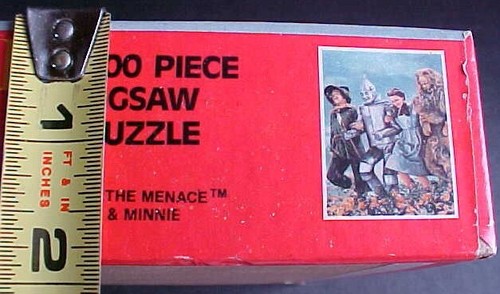 00 PIECE
GSAW
UZZLE
THE MENACE™
& MINNIE
1
FT & IN
INCHES
2